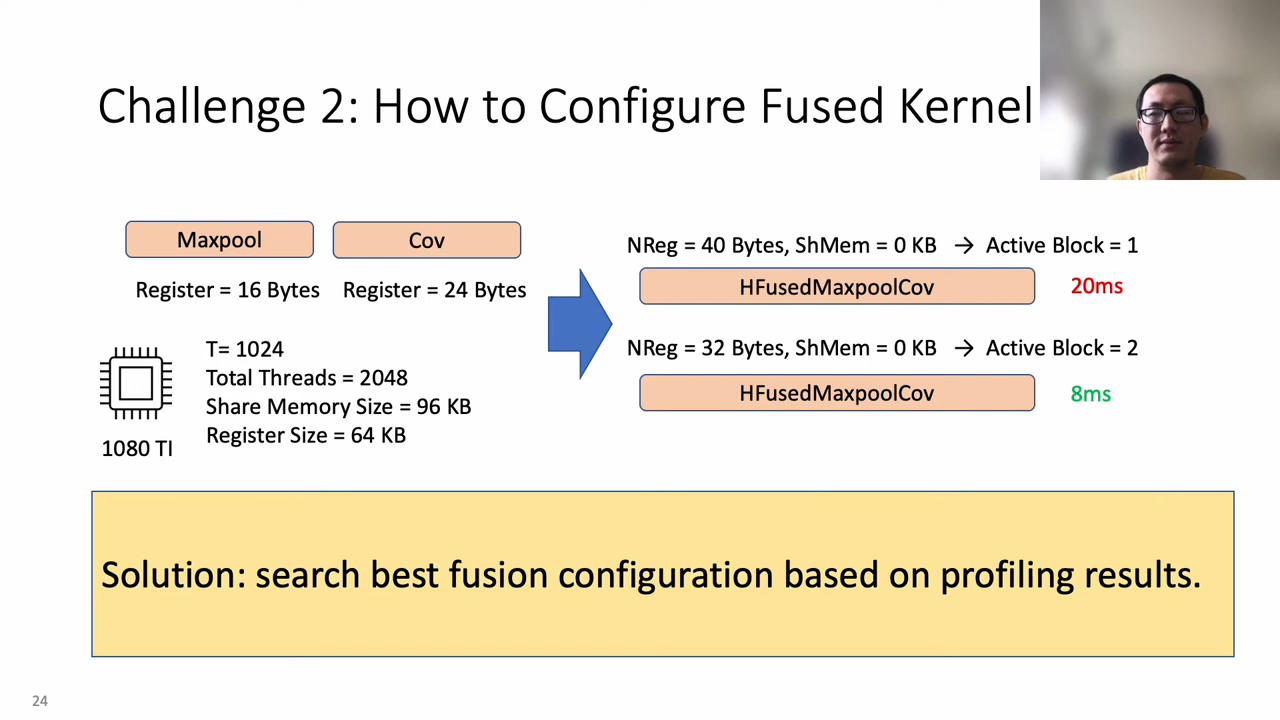 Challenge 2: How to Configure Fused Kernel
Maxpool
Cov
Register = 16 Bytes
Register = 24 Bytes
T= 1024
Total Threads = 2048
Share Memory Size = 96 KB
Register Size = 64 KB
1080 TI
NReg = 40 Bytes, ShMem = 0 KB → Active Block = 1
HFusedMaxpoolCov
20ms
NReg = 32 Bytes, ShMem = 0 KB → Active Block = 2
HFusedMaxpoolCov
8ms
Solution: search best fusion configuration based on profiling results.
24